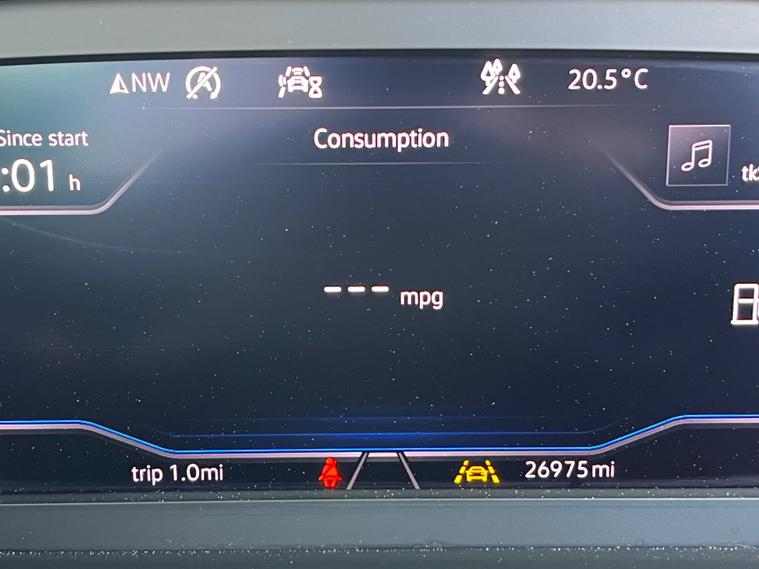 NW
20.5°C
Since start
:01 h
Consumption
--- mpg
trip 1.0mi
26975mi